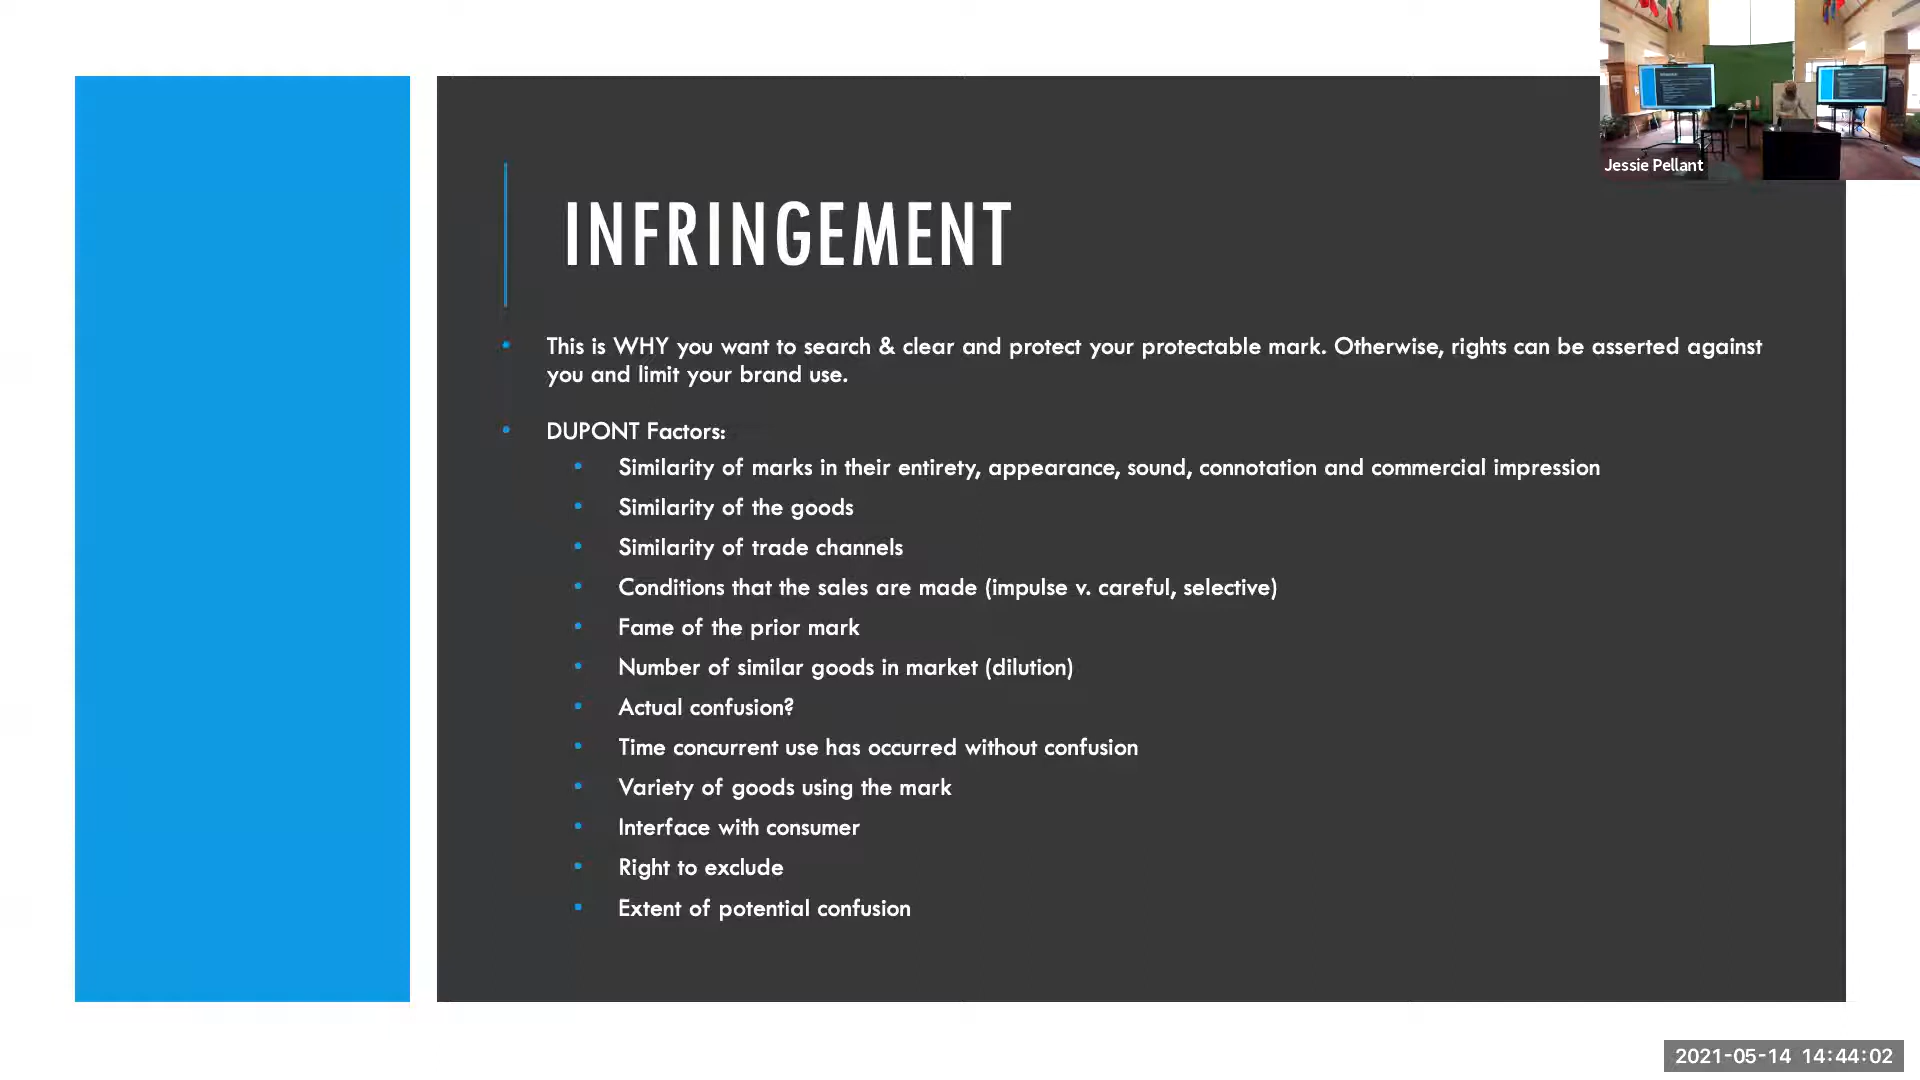 Jessie Pellant
INFRINGEMENT
This is WHY you want to search & clear and protect your protectable mark. Otherwise, rights can be asserted against
you and limit your brand use.
DUPONT Factors:
Similarity of marks in their entirety, appearance, sound, connotation and commercial impression
Similarity of the goods
Similarity of trade channels
Conditions that the sales are made (impulse v. careful, selective)
Fame of the prior mark
Number of similar goods in market (dilution)
Actual confusion?
Time concurrent use has occurred without confusion
Variety of goods using the mark
Interface with consumer
Right to exclude
Extent of potential confusion
2021-05-14 14:44:02